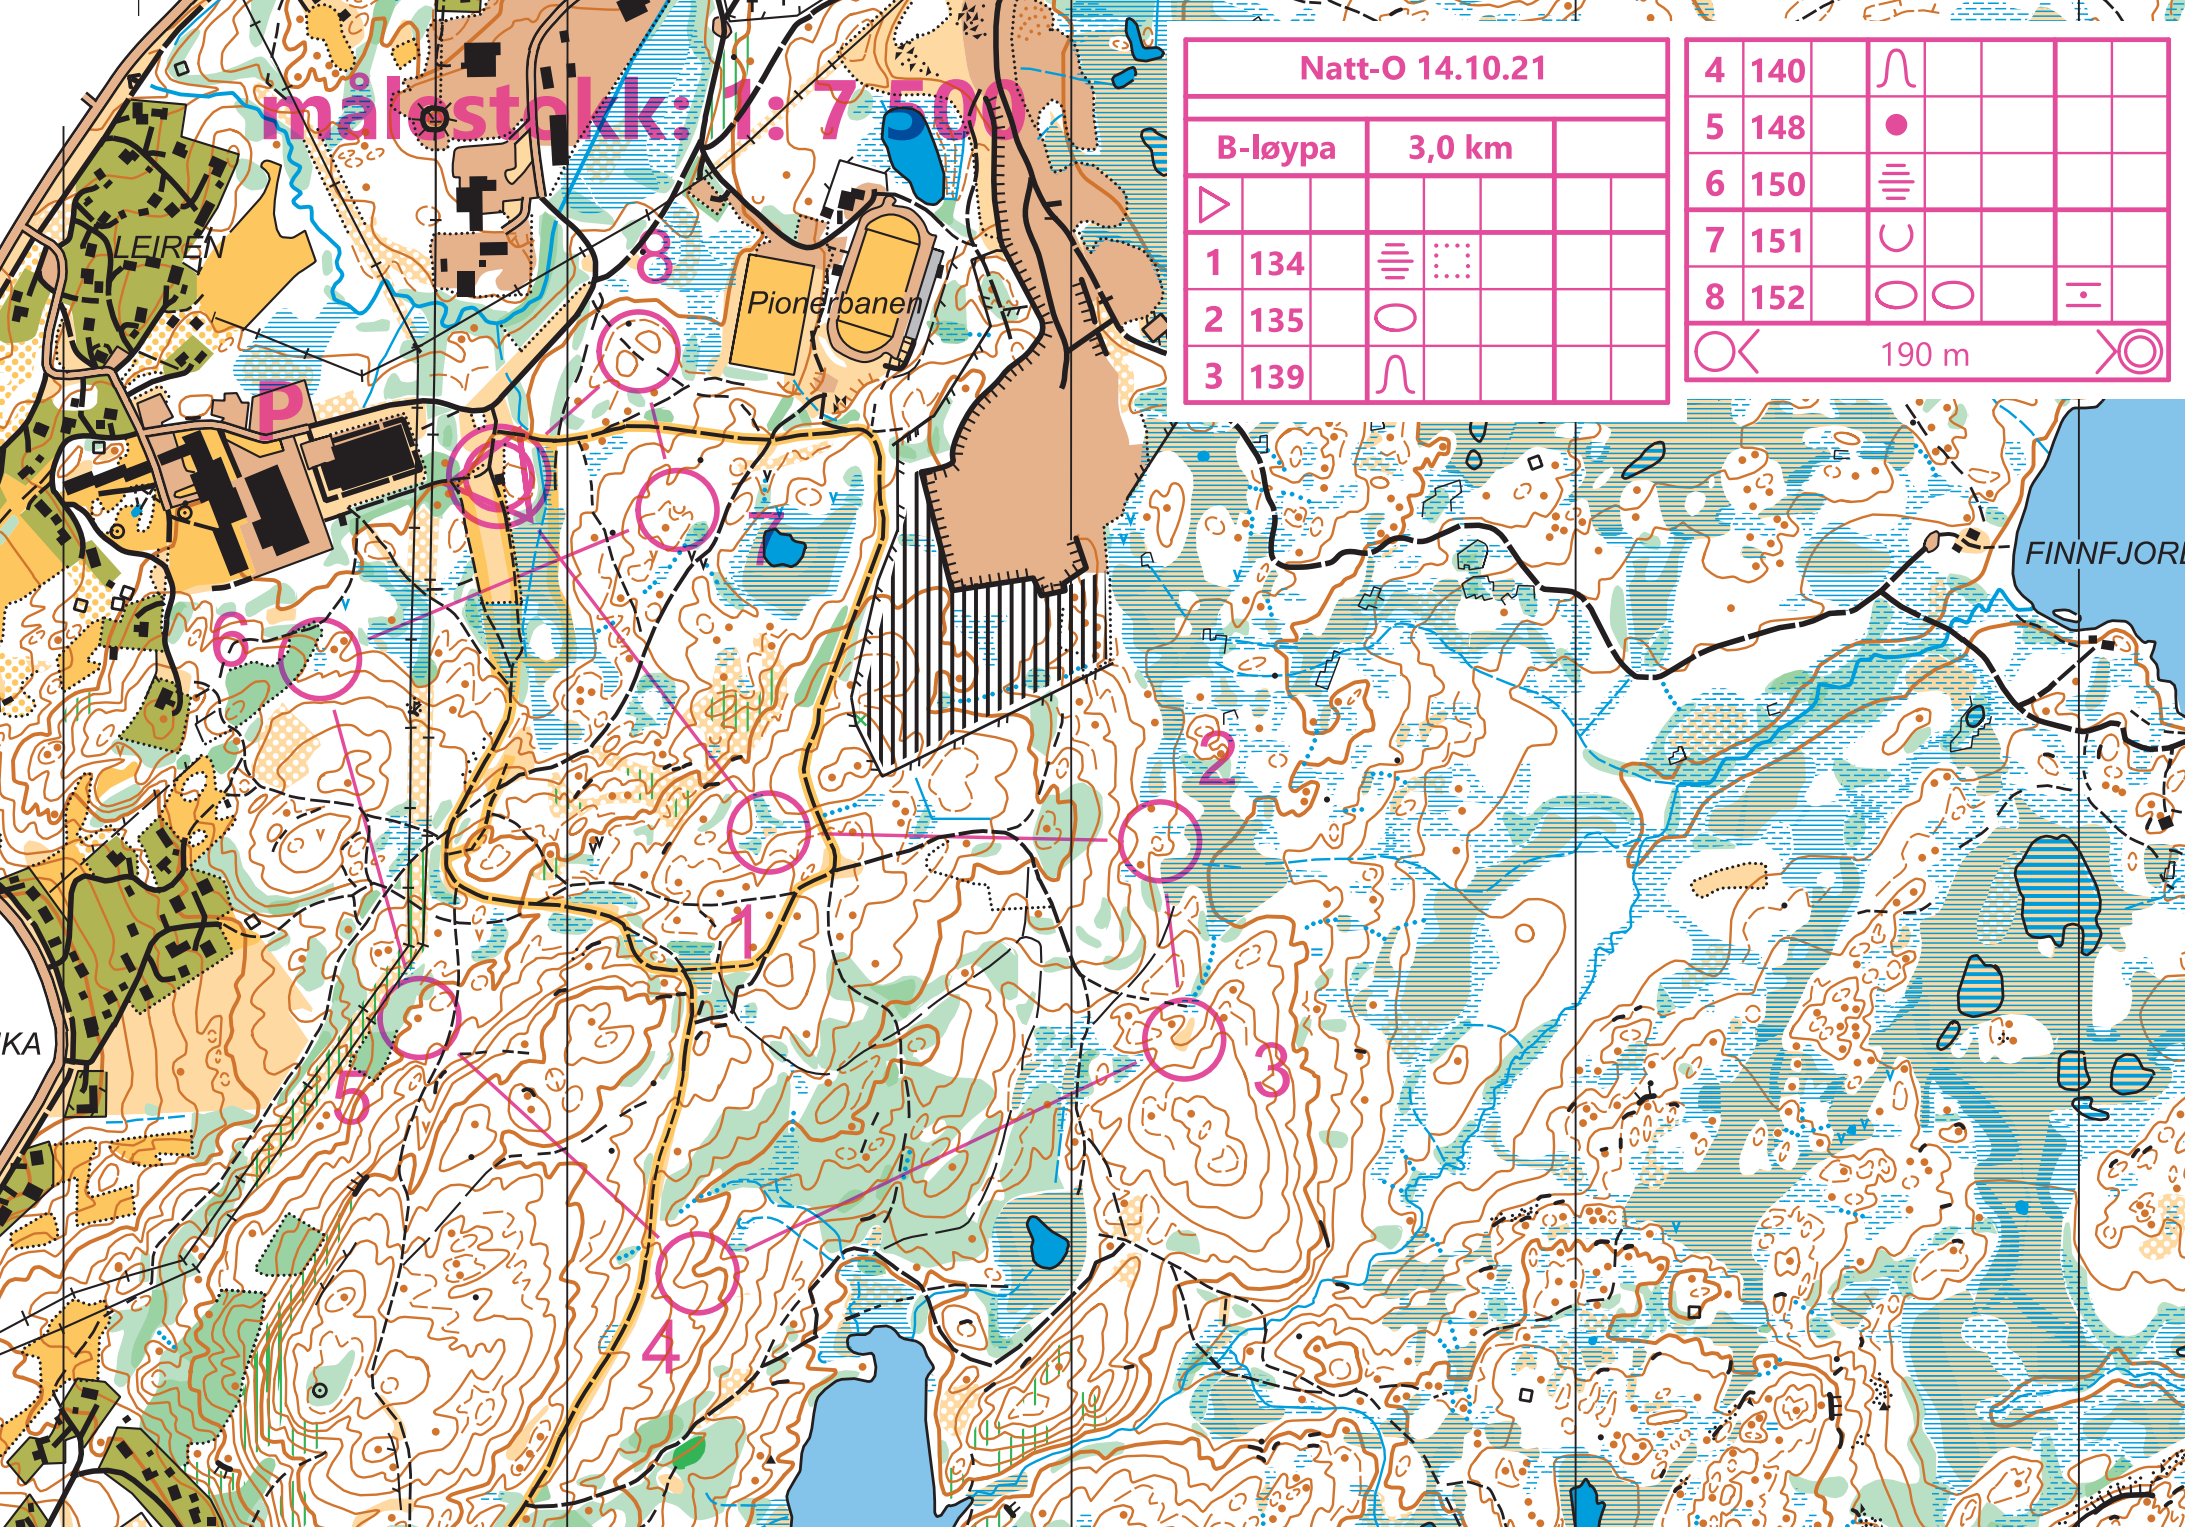 målestokk: 1: 7 500
Natt-O 14.10.21
B-løypa 3,0 km
1 134
2 135
3 139
4 140
5 148
6 150
7 151
8 152
190 m
LEIREN
Pionerbanen
P
FINNFJORD
KA
8
7
6
2
1
3
5
4